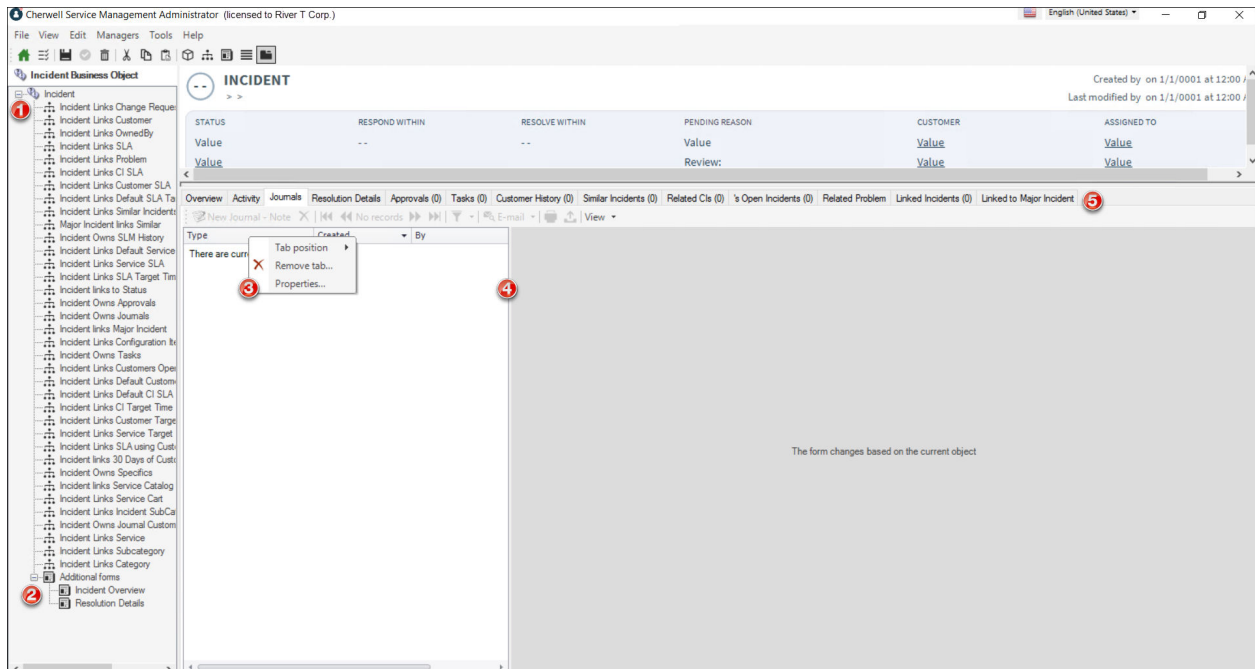 Cherwell Service Management Administrator (licensed to River T Corp.)
English (United States)
File View Edit Managers Tools Help
Incident Business Object
Incident
1
Incident Links Change Reque
Incident Links Customer
Incident Links OwnedBy
Incident Links SLA
Incident Links Problem
Incident Links CI SLA
Incident Links Customer SLA
Incident Links Default SLA Ta
Incident Links Similar Incidents
Major Incident links Similar
Incident Owns SLM History
Incident Links Default Service
Incident Links Service SLA
Incident Links SLA Target Tim
Incident links to Status
Incident Owns Approvals
Incident Owns Journals
Incident links Major Incident
Incident Links Configuration Ite
Incident Owns Tasks
Incident Links Customers Open
Incident Links Default Custome
Incident Links Default CI SLA
Incident Links CI Target Time
Incident Links Customer Targe
Incident Links Service Target
Incident Links SLA using Custo
Incident links 30 Days of Custo
Incident Owns Specifics
Incident links Service Catalog
Incident Links Service Cart
Incident Links Incident SubCa
Incident Owns Journal Custom
Incident Links Service
Incident Links Subcategory
Incident Links Category
Additional forms
2
Incident Overview
Resolution Details
-- INCIDENT
> >
Created by on 1/1/0001 at 12:00
Last modified by on 1/1/0001 at 12:00
STATUS RESPOND WITHIN RESOLVE WITHIN PENDING REASON CUSTOMER ASSIGNED TO
Value -- -- Value Value Value
Value Review: Value Value
Overview Activity Journals Resolution Details Approvals (0) Tasks (0) Customer History (0) Similar Incidents (0) Related CIs (0) 's Open Incidents (0) Related Problem Linked Incidents (0) Linked to Major Incident 5
New Journal - Note No records E-mail View
Type Created By
There are curr
Tab position
Remove tab...
3 Properties...
4
The form changes based on the current object